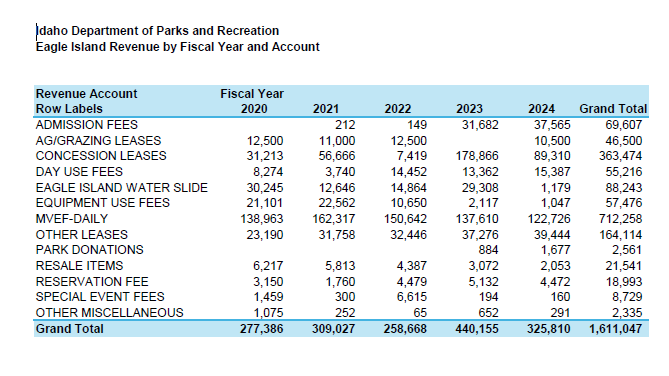 Idaho Department of Parks and Recreation
Eagle Island Revenue by Fiscal Year and Account
Revenue Account Fiscal Year
Row Labels 2020 2021 2022 2023 2024 Grand Total
ADMISSION FEES 212 149 31,682 37,565 69,607
AG/GRAZING LEASES 12,500 11,000 12,500 10,500 46,500
CONCESSION LEASES 31,213 56,666 7,419 178,866 89,310 363,474
DAY USE FEES 8,274 3,740 14,452 13,362 15,387 55,216
EAGLE ISLAND WATER SLIDE 30,245 12,646 14,864 29,308 1,179 88,243
EQUIPMENT USE FEES 21,101 22,562 10,650 2,117 1,047 57,476
MVEF-DAILY 138,963 162,317 150,642 137,610 122,726 712,258
OTHER LEASES 23,190 31,758 32,446 37,276 39,444 164,114
PARK DONATIONS 884 1,677 2,561
RESALE ITEMS 6,217 5,813 4,387 3,072 2,053 21,541
RESERVATION FEE 3,150 1,760 4,479 5,132 4,472 18,993
SPECIAL EVENT FEES 1,459 300 6,615 194 160 8,729
OTHER MISCELLANEOUS 1,075 252 65 652 291 2,335
Grand Total 277,386 309,027 258,668 440,155 325,810 1,611,047